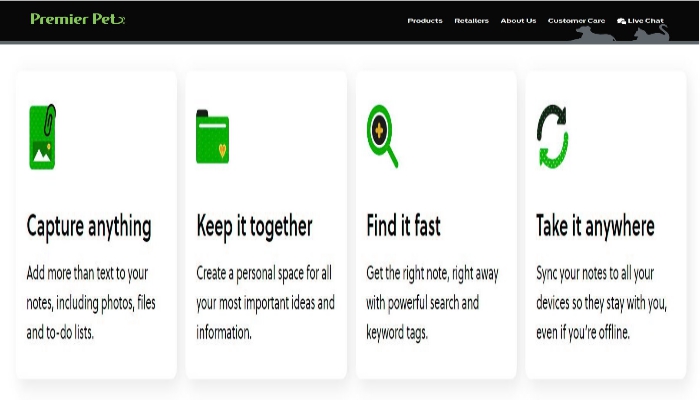 Premier Pet
Products Retailers About Us Customer Care Live Chat
Capture anything
Add more than text to your
notes, including photos, files
and to-do lists.
Keep it together
Create a personal space for all
your most important ideas and
information.
Find it fast
Get the right note, right away
with powerful search and
keyword tags.
Take it anywhere
Sync your notes to all your
devices so they stay with you,
even if you're offline.